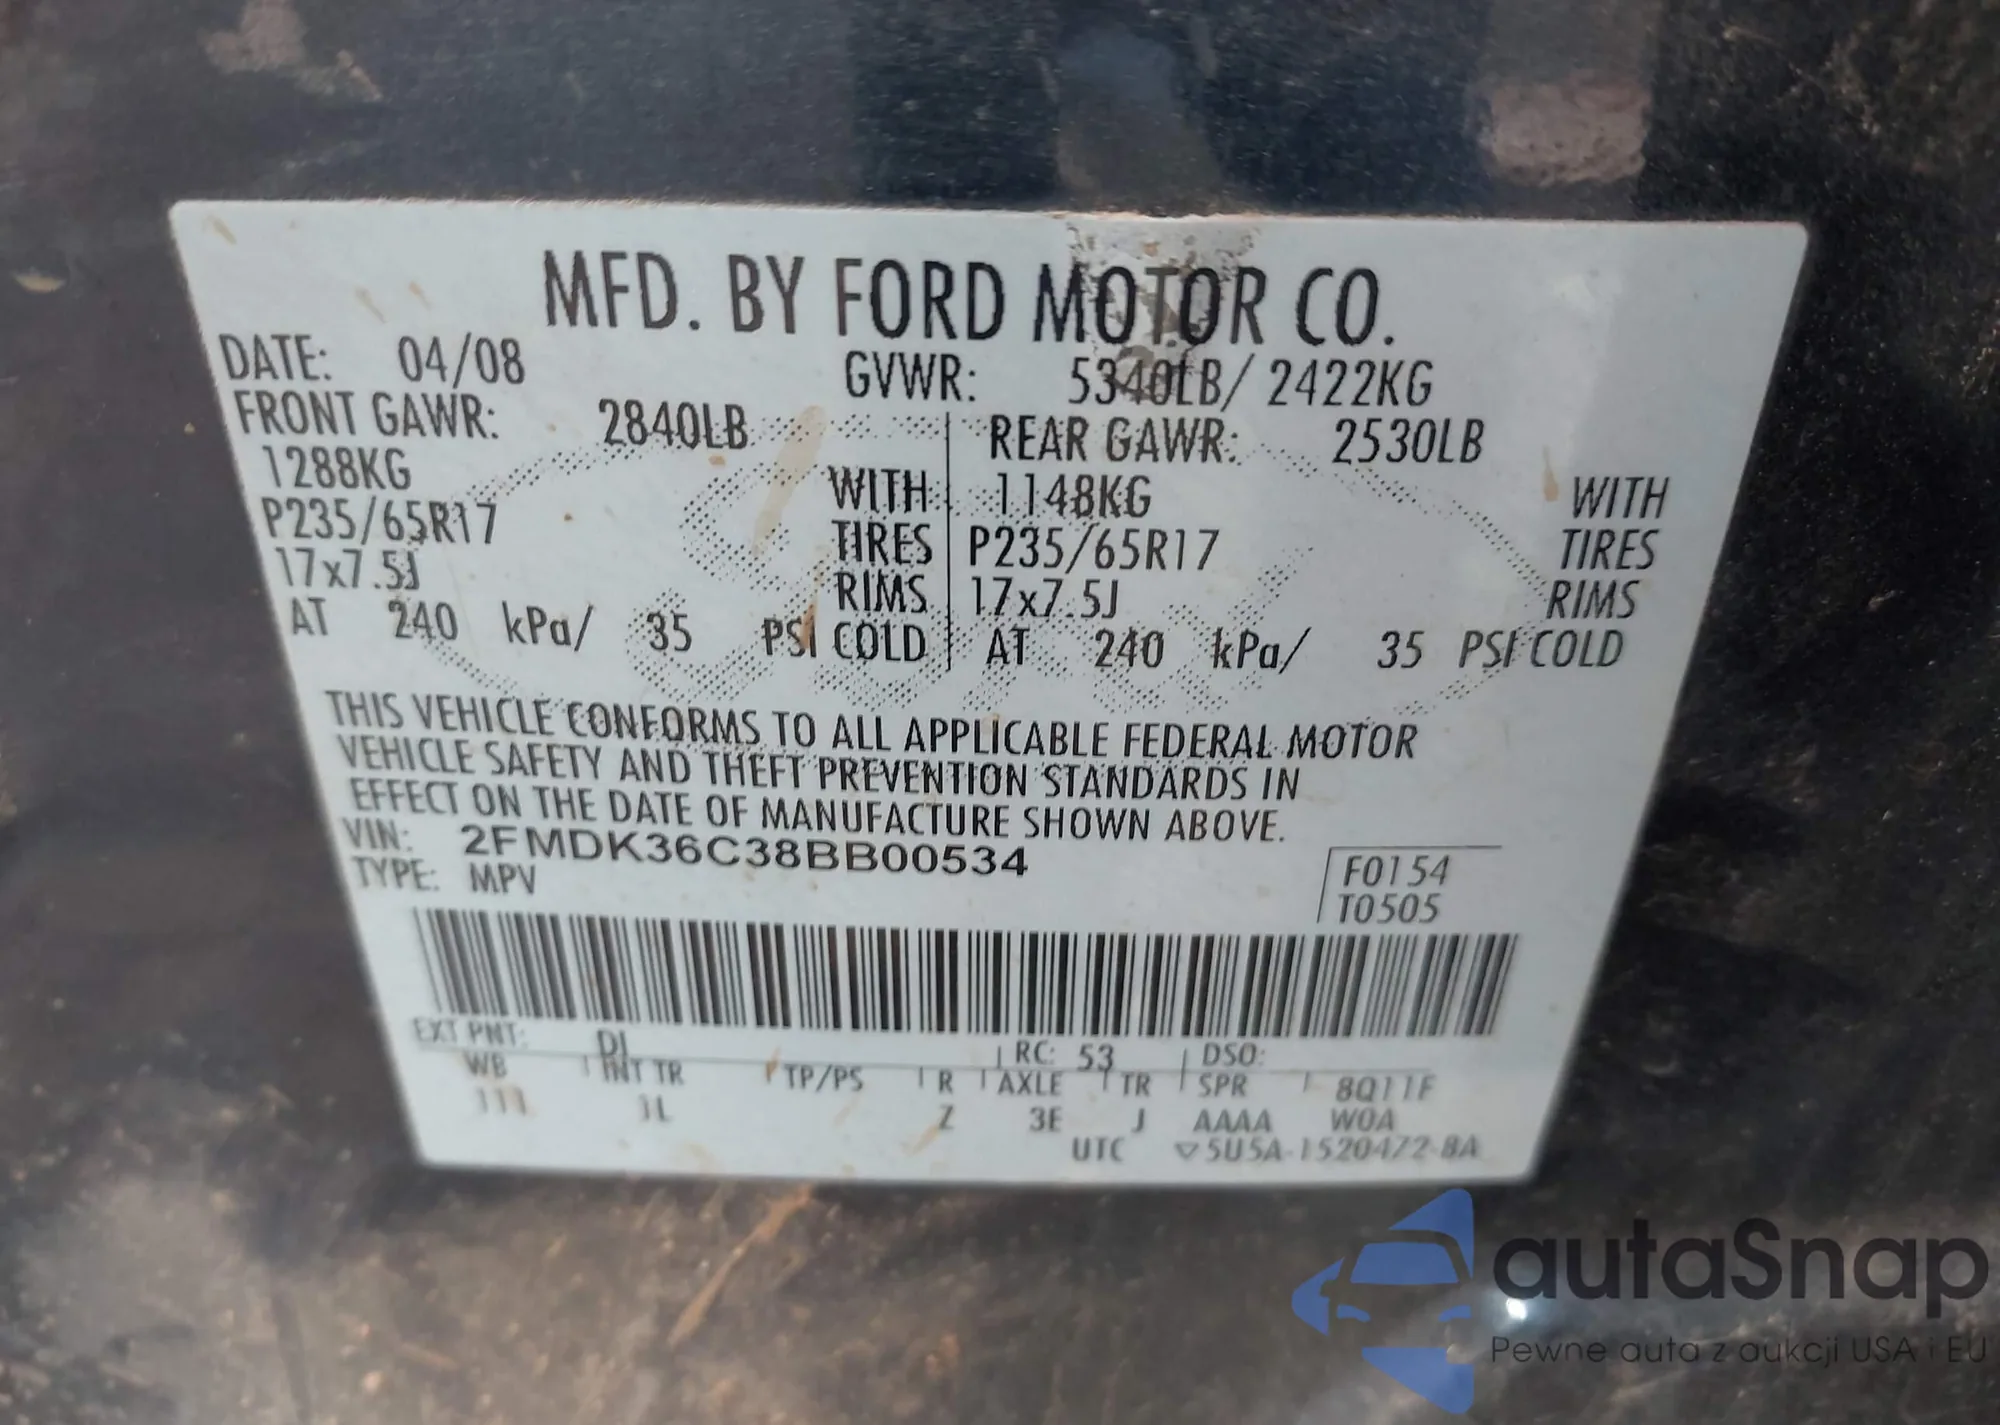 MFD. BY FORD MOTOR CO.
DATE: 04/08 GVWR: 5340LB/ 2422KG
FRONT GAWR: 2840LB REAR GAWR: 2530LB
1288KG WITH 1148KG WITH
P235/65R17 TIRES P235/65R17 TIRES
17x7.5J RIMS 17x7.5J RIMS
AT 240 kPa/ 35 PSI COLD AT 240 kPa/ 35 PSI COLD
THIS VEHICLE CONFORMS TO ALL APPLICABLE FEDERAL MOTOR
VEHICLE SAFETY AND THEFT PREVENTION STANDARDS IN
EFFECT ON THE DATE OF MANUFACTURE SHOWN ABOVE.
VIN: 2FMDK36C38BB00534
TYPE: MPV
F0154
T0505
EXT PNT: DJ RC: 53 DSO:
WB INT TR TP/PS R AXLE TR SPR 8Q11F
111 JL Z 3E J AAAA WOA
UTC ▽5U5A-1520472-BA
autaSnap
Pewne auta z aukcji USA i EU